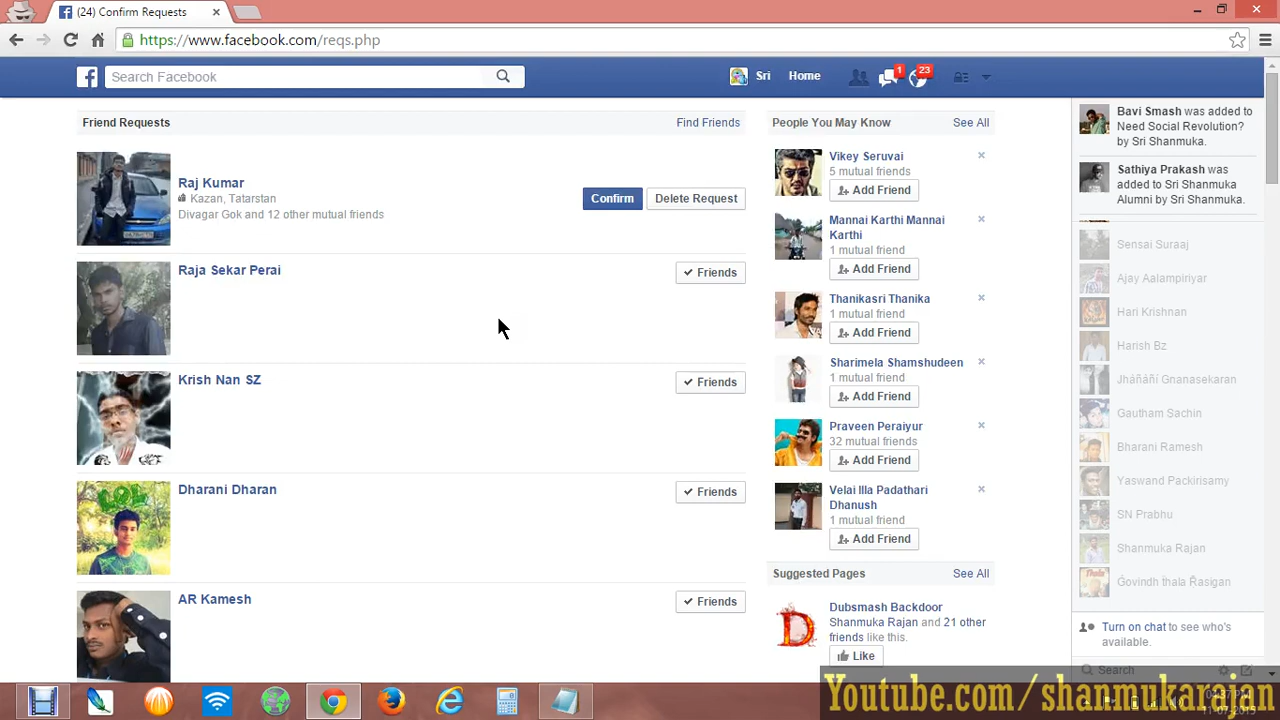 (24) Confirm Requests
https://www.facebook.com/reqs.php
Search Facebook
Sri
Home
1
23
Friend Requests
Find Friends
Raj Kumar
Kazan, Tatarstan
Divagar Gok and 12 other mutual friends
Confirm
Delete Request
Raja Sekar Perai
Friends
Krish Nan SZ
Friends
LOL
Dharani Dharan
Friends
AR Kamesh
Friends
People You May Know
See All
Vikey Seruvai
5 mutual friends
Add Friend
Mannai Karthi Mannai
Karthi
1 mutual friend
Add Friend
Thanikasri Thanika
1 mutual friend
Add Friend
Sharimela Shamshudeen
1 mutual friend
Add Friend
Praveen Peraiyur
32 mutual friends
Add Friend
Velai Illa Padathari
Dhanush
1 mutual friend
Add Friend
Suggested Pages
See All
Dubsmash Backdoor
Shanmuka Rajan and 21 other
friends like this.
Like
Bavi Smash was added to
Need Social Revolution?
by Sri Shanmuka.
Sathiya Prakash was
added to Sri Shanmuka
Alumni by Sri Shanmuka.
Sensai Suraaj
Ajay Aalampiriyar
Hari Krishnan
Harish Bz
Jhäñäñí Gnanasekaran
Gautham Sachin
Bharani Ramesh
Yaswand Packirisamy
SN Prabhu
Shanmuka Rajan
Turn on chat to see who's
available.
Search
Youtube.com/shanmukarajan